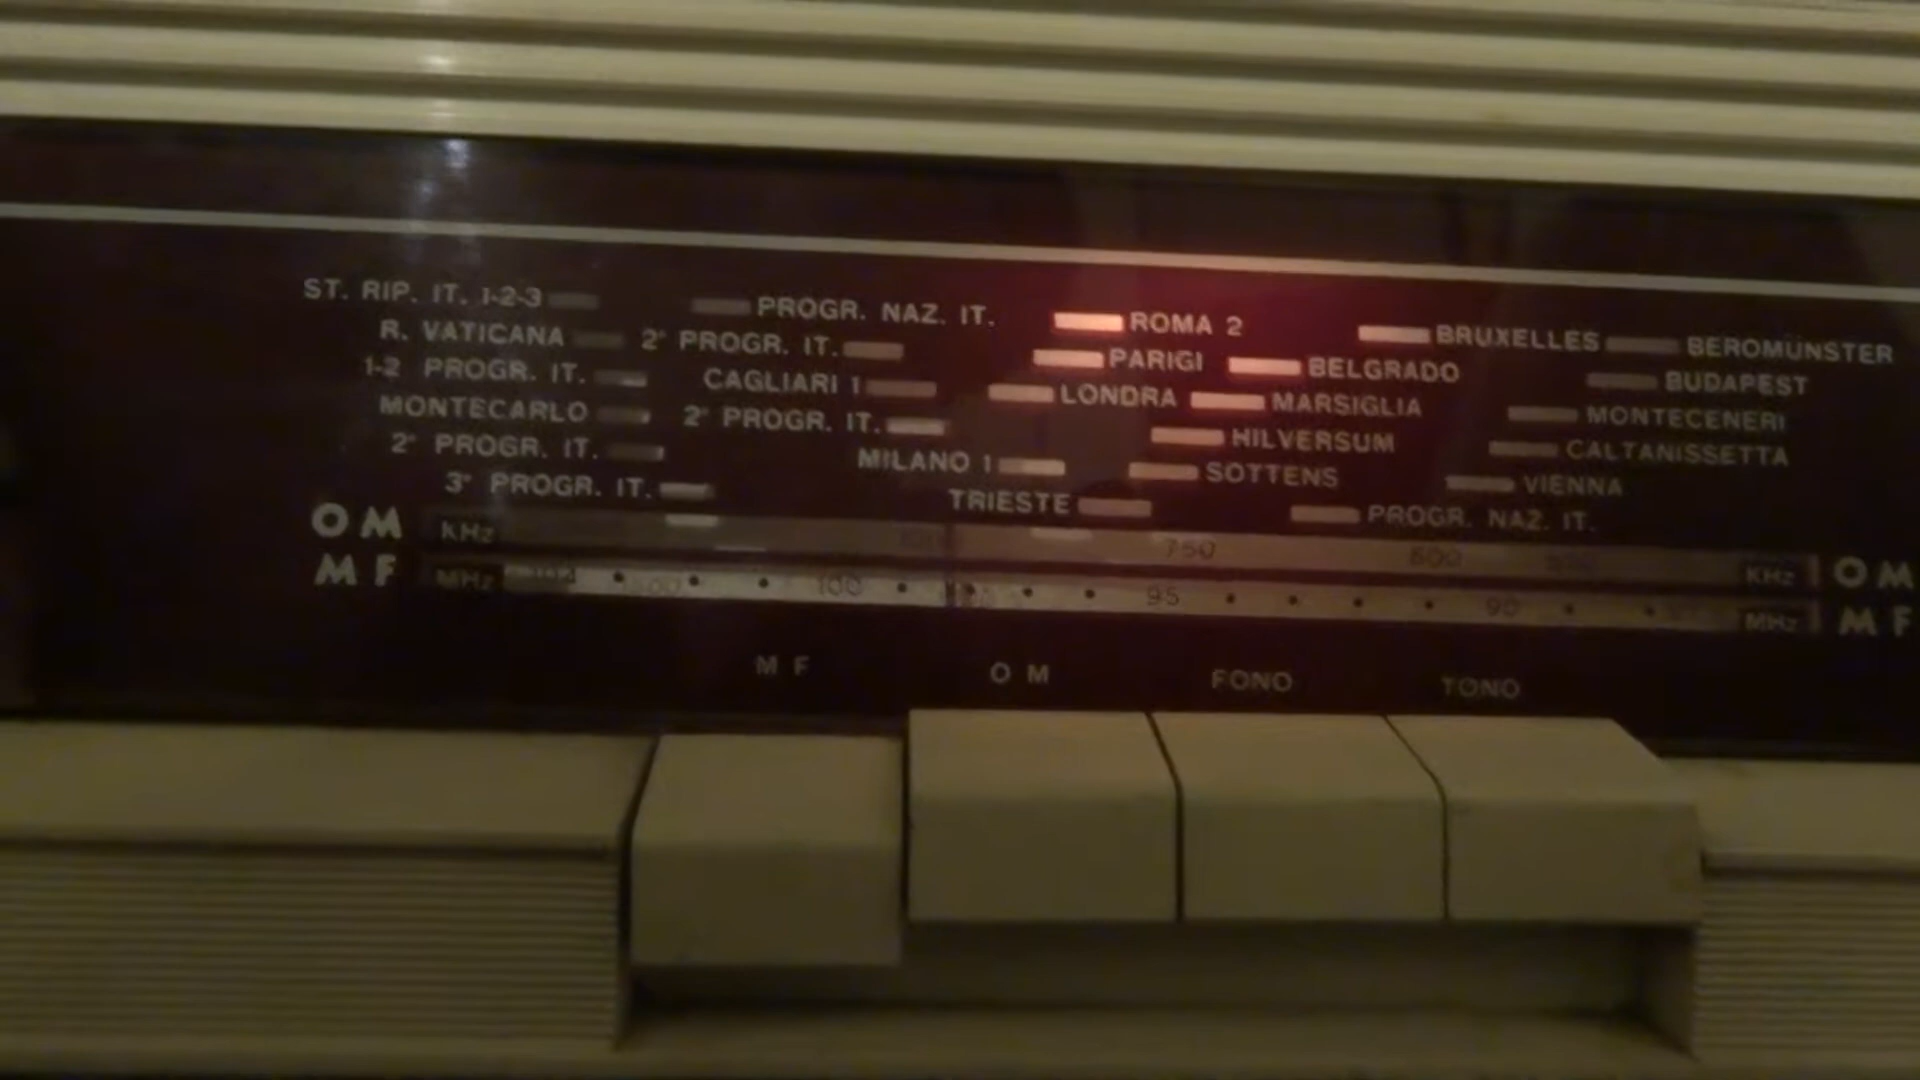 ST. RIP. IT. 1-2-3 PROGR. NAZ. IT. ROMA 2 BRUXELLES BEROMÜNSTER
R. VATICANA 2° PROGR. IT. PARIGI BELGRADO BUDAPEST
1-2 PROGR. IT. CAGLIARI 1 LONDRA MARSIGLIA MONTECENERI
MONTECARLO 2° PROGR. IT. HILVERSUM CALTANISSETTA
2° PROGR. IT. MILANO 1 SOTTENS VIENNA
3° PROGR. IT. TRIESTE PROGR. NAZ. IT.
OM KHz 750 600 KHz OM
MF MHz 100 95 90 MHz MF
MF OM FONO TONO